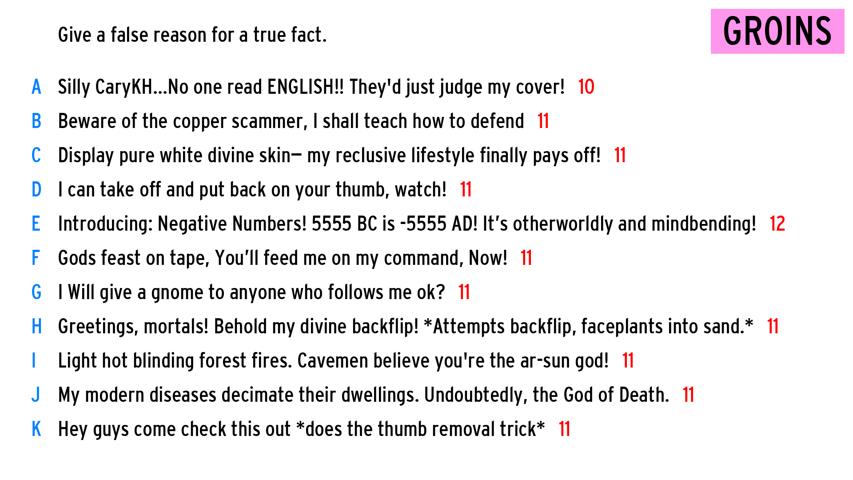 GROINS
Give a false reason for a true fact.
A Silly CaryKH...No one read ENGLISH!! They'd just judge my cover! 10
B Beware of the copper scammer, I shall teach how to defend 11
C Display pure white divine skin– my reclusive lifestyle finally pays off! 11
D I can take off and put back on your thumb, watch! 11
E Introducing: Negative Numbers! 5555 BC is -5555 AD! It’s otherworldly and mindbending! 12
F Gods feast on tape, You’ll feed me on my command, Now! 11
G I Will give a gnome to anyone who follows me ok? 11
H Greetings, mortals! Behold my divine backflip! *Attempts backflip, faceplants into sand.* 11
I Light hot blinding forest fires. Cavemen believe you're the ar-sun god! 11
J My modern diseases decimate their dwellings. Undoubtedly, the God of Death. 11
K Hey guys come check this out *does the thumb removal trick* 11